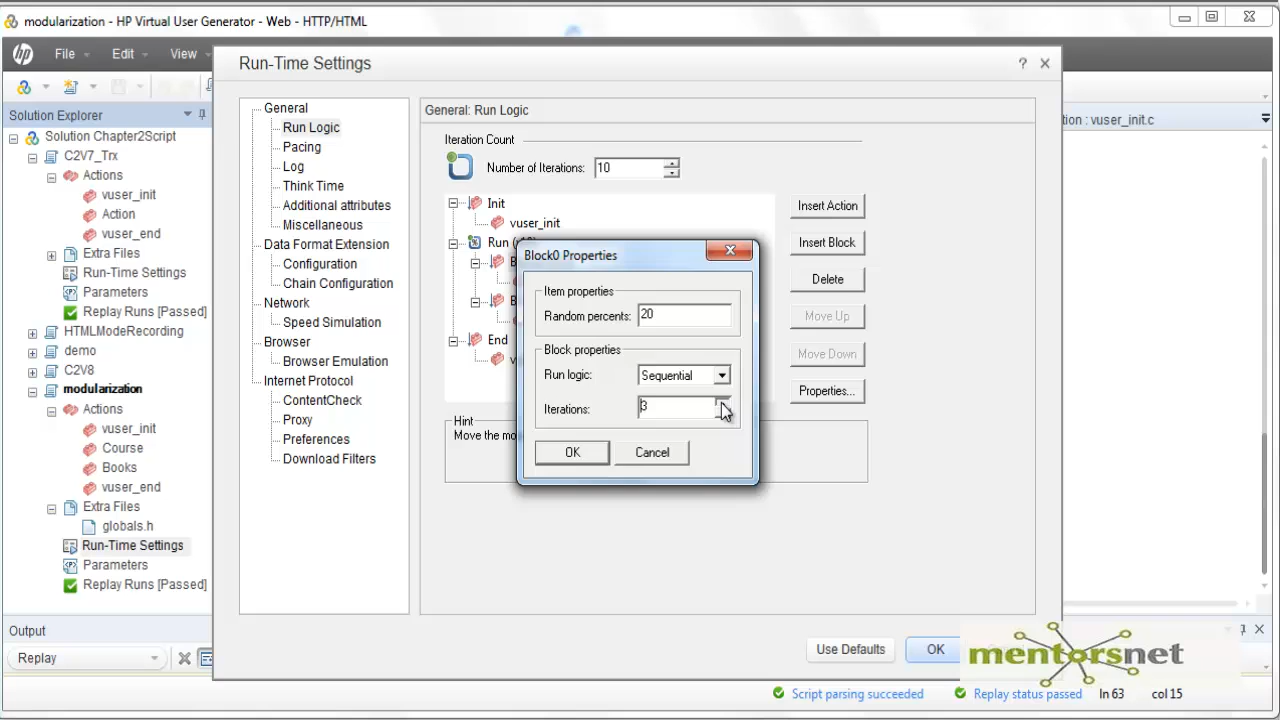 modularization - HP Virtual User Generator - Web - HTTP/HTML
hp File Edit View
Run-Time Settings
?
Solution Explorer
Solution Chapter2Script
C2V7_Trx
Actions
vuser_init
Action
vuser_end
Extra Files
Run-Time Settings
Parameters
Replay Runs [Passed]
HTMLModeRecording
demo
C2V8
modularization
Actions
vuser_init
Course
Books
vuser_end
Extra Files
globals.h
Run-Time Settings
Parameters
Replay Runs [Passed]
Output
Replay
General
Run Logic
Pacing
Log
Think Time
Additional attributes
Miscellaneous
Data Format Extension
Configuration
Chain Configuration
Network
Speed Simulation
Browser
Browser Emulation
Internet Protocol
ContentCheck
Proxy
Preferences
Download Filters
General: Run Logic
Iteration Count
Number of Iterations: 10
Init
vuser_init
Run
B
B
End
v
Insert Action
Insert Block
Delete
Move Up
Move Down
Properties...
Hint
Move the mo
Block0 Properties
Item properties
Random percents: 20
Block properties
Run logic: Sequential
Iterations: 3
OK Cancel
Use Defaults OK
tion : vuser_init.c
mentorsnet
Script parsing succeeded Replay status passed ln 63 col 15